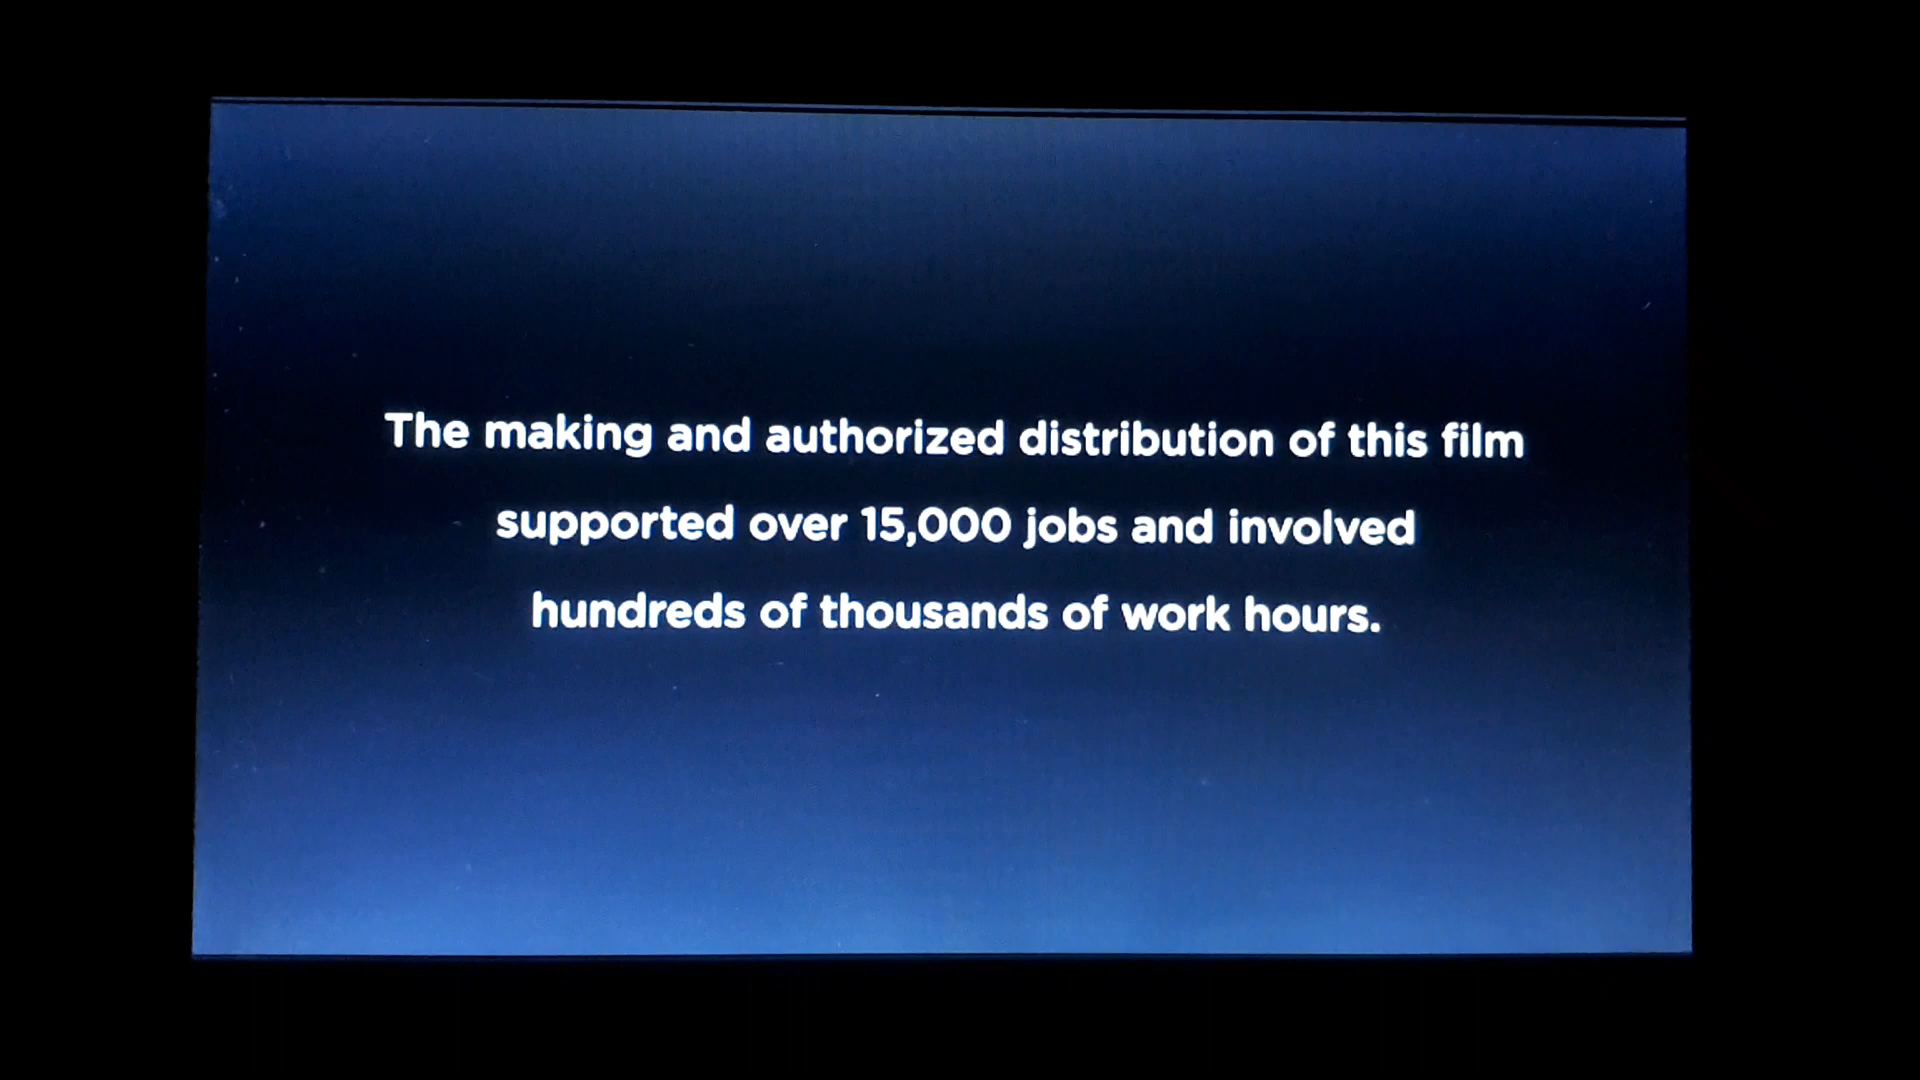 The making and authorized distribution of this film
supported over 15,000 jobs and involved
hundreds of thousands of work hours.